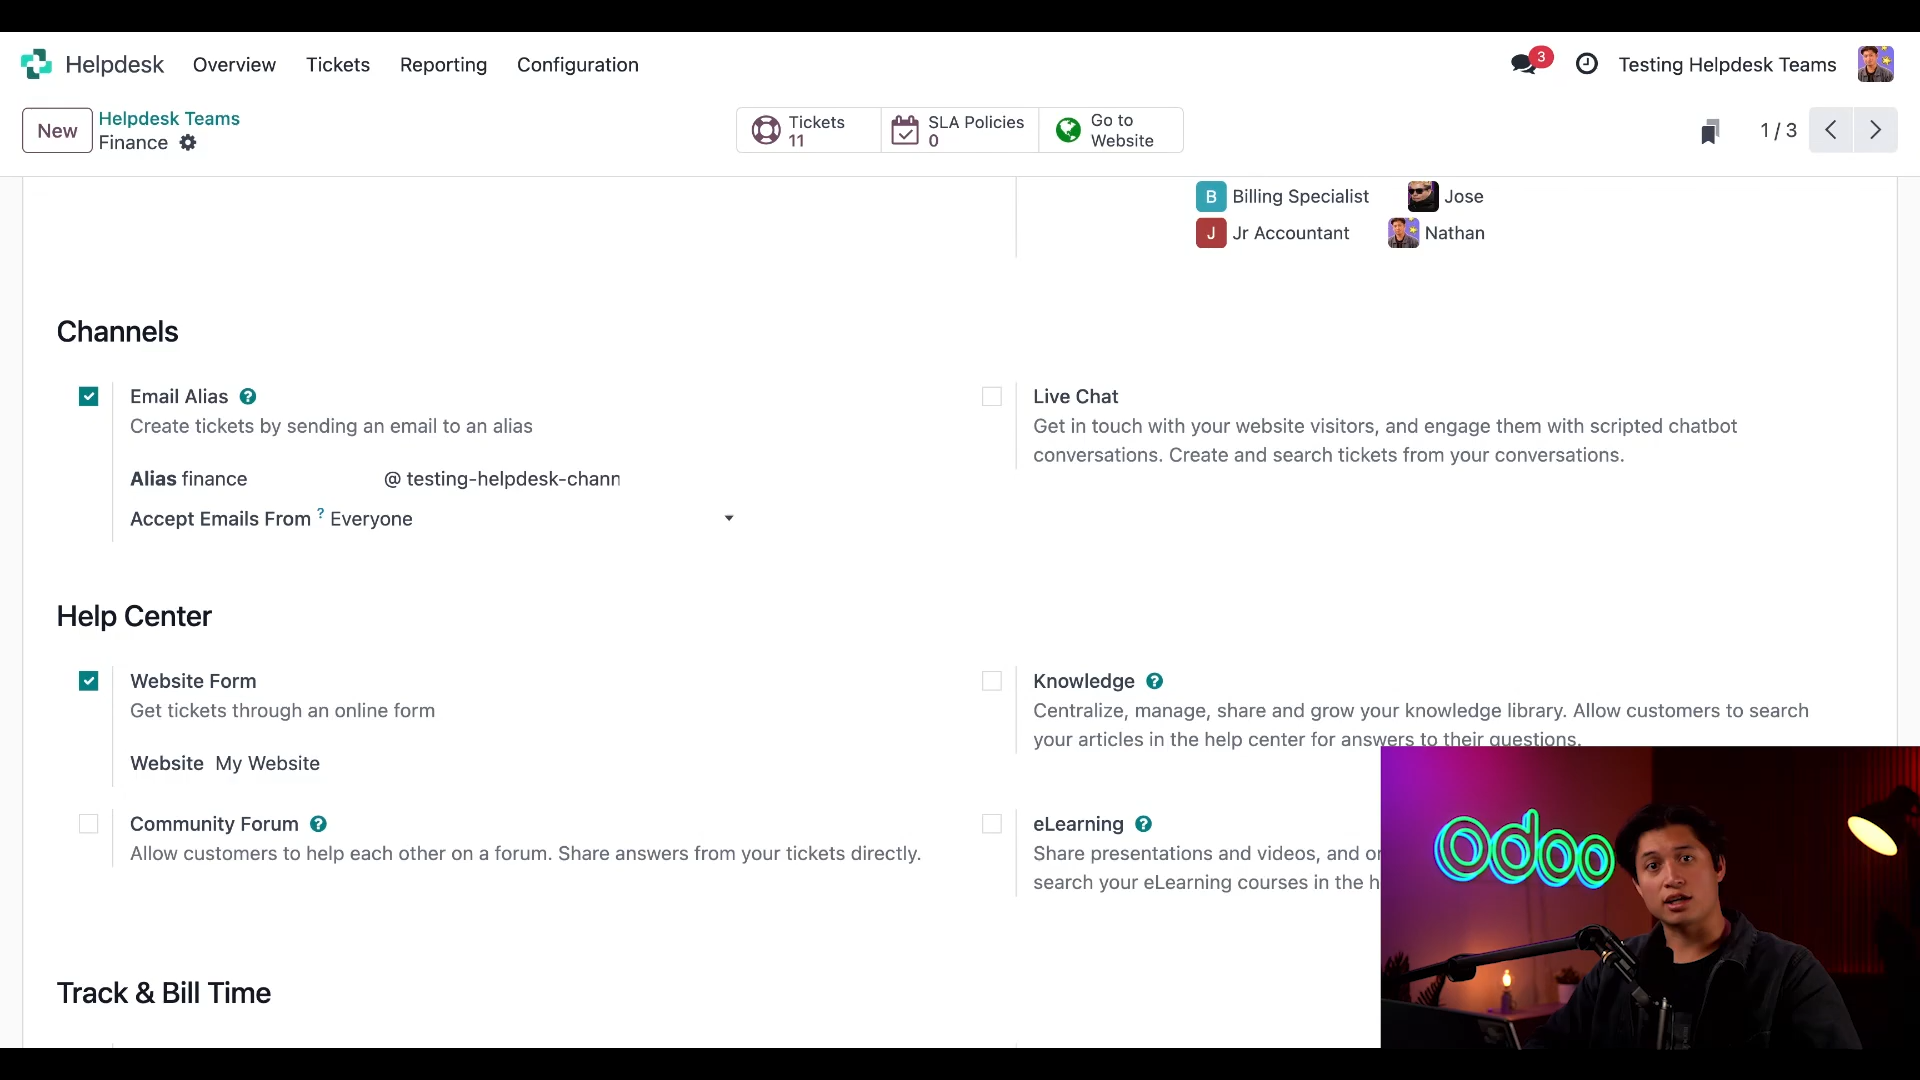 Helpdesk Overview Tickets Reporting Configuration 3 Testing Helpdesk Teams
New Helpdesk Teams
Finance
Tickets 11
SLA Policies 0
Go to Website
1 / 3
B Billing Specialist Jose
J Jr Accountant Nathan
Channels
Email Alias ?
Create tickets by sending an email to an alias
Alias finance @ testing-helpdesk-chann
Accept Emails From ? Everyone
Live Chat
Get in touch with your website visitors, and engage them with scripted chatbot
conversations. Create and search tickets from your conversations.
Help Center
Website Form
Get tickets through an online form
Website My Website
Knowledge ?
Centralize, manage, share and grow your knowledge library. Allow customers to search
your articles in the help center for answers to their questions.
Community Forum ?
Allow customers to help each other on a forum. Share answers from your tickets directly.
eLearning ?
Share presentations and videos, and or
search your eLearning courses in the h
odoo
Track & Bill Time